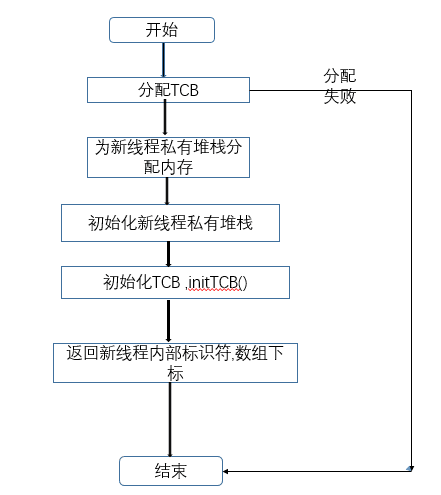 开始
分配TCB
分配
失败
为新线程私有堆栈分
配内存
初始化新线程私有堆栈
初始化TCB ,initTCB()
返回新线程内部标识符,数组下
标
结束